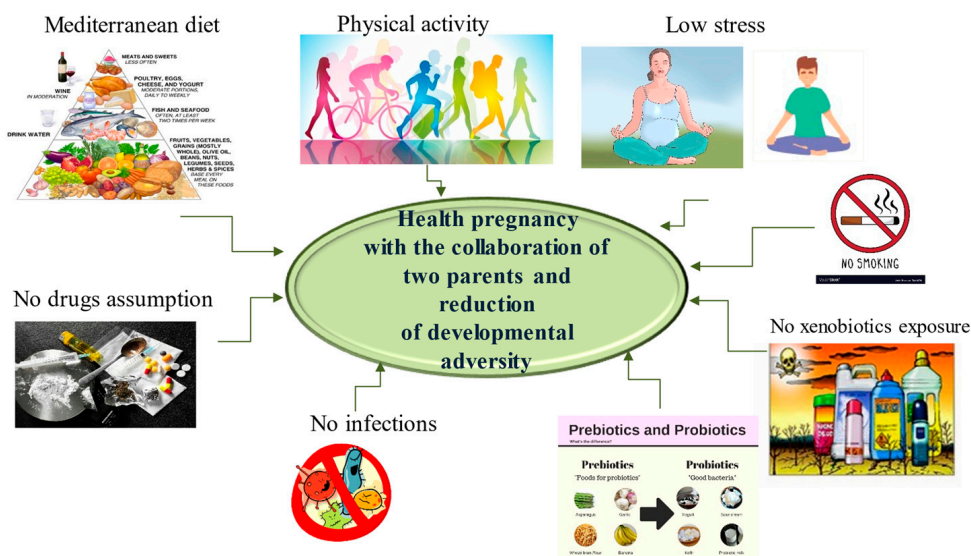 Mediterranean diet
MEATS AND SWEETS
LESS OFTEN
WINE
IN MODERATION
POULTRY, EGGS,
CHEESE, AND YOGURT
MODERATE PORTIONS,
DAILY TO WEEKLY
FISH AND SEAFOOD
OFTEN, AT LEAST
TWO TIMES PER WEEK
DRINK WATER
FRUITS, VEGETABLES,
GRAINS (MOSTLY
WHOLE), OLIVE OIL,
BEANS, NUTS,
LEGUMES, SEEDS,
HERBS & SPICES
BASE EVERY
MEAL ON
THESE FOODS
Physical activity
Low stress
NO SMOKING
Health pregnancy
with the collaboration of
two parents and
reduction
of developmental
adversity
No drugs assumption
No xenobiotics exposure
No infections
Prebiotics and Probiotics
What's the difference?
Prebiotics
"Foods for probiotics"
Probiotics
"Good bacteria"
Asparagus
Garlic
Yogurt
Wheat bran, flour
Banana
Kefir